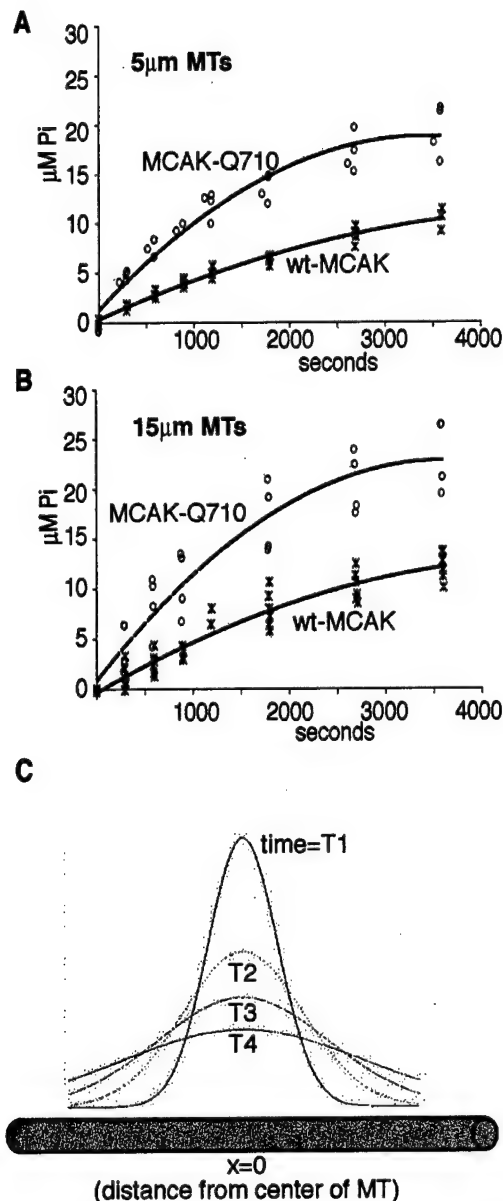 A
5µm MTs
µM Pi
30
25
20
15
10
5
0
MCAK-Q710
wt-MCAK
1000 2000 3000 4000
seconds
B
15µm MTs
µM Pi
30
25
20
15
10
5
0
MCAK-Q710
wt-MCAK
1000 2000 3000 4000
seconds
C
time=T1
T2
T3
T4
x=0
(distance from center of MT)